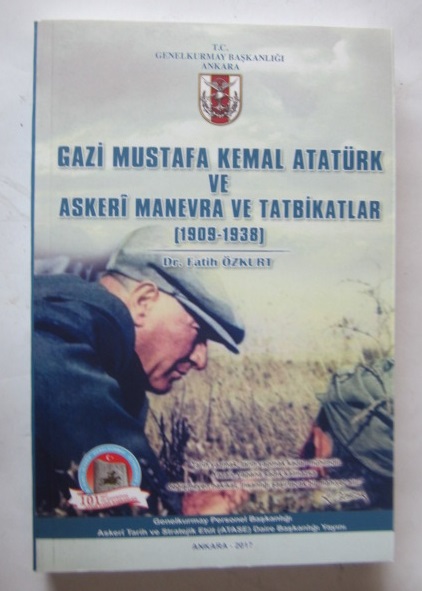 T.C.
GENELKURMAY BAŞKANLIĞI
ANKARA
GAZİ MUSTAFA KEMAL ATATÜRK
VE
ASKERÎ MANEVRA VE TATBİKATLAR
(1909-1938)
Dr. Fatih ÖZKURT
101
Genelkurmay Personel Başkanlığı
Askerî Tarih ve Stratejik Etüt (ATASE) Daire Başkanlığı Yayını
ANKARA - 2017